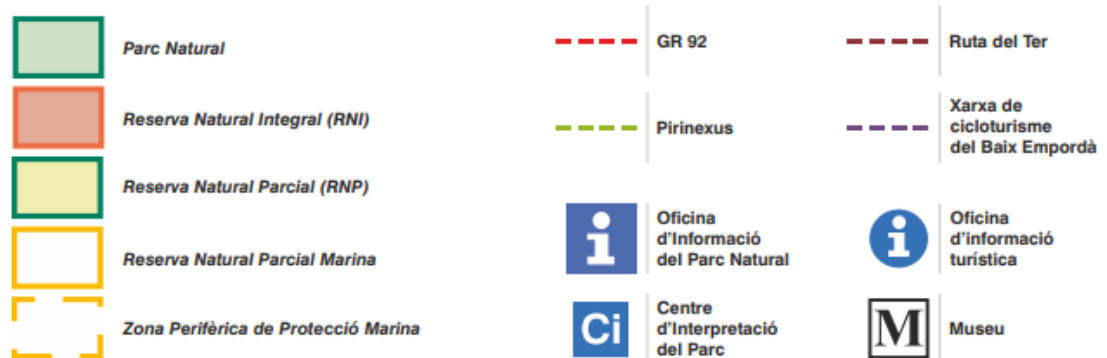 Parc Natural
Reserva Natural Integral (RNI)
Reserva Natural Parcial (RNP)
Reserva Natural Parcial Marina
Zona Perifèrica de Protecció Marina
GR 92
Pirinexus
i
Oficina
d’Informació
del Parc Natural
Ci
Centre
d’Interpretació
del Parc
Ruta del Ter
Xarxa de
cicloturisme
del Baix Empordà
i
Oficina
d’informació
turística
M
Museu